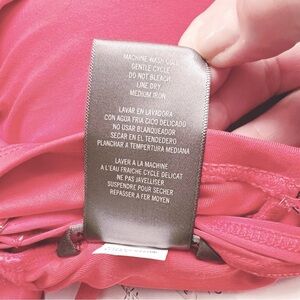 MACHINE WASH COLD
GENTLE CYCLE
DO NOT BLEACH
LINE DRY
MEDIUM IRON
LAVAR EN LAVADORA
CON AGUA FRIA CICO DELICADO
NO USAR BLANQUEADOR
SECAR EN EL TENDEDERO
PLANCHAR A TEMPERATURA MEDIANA
LAVER A LA MACHINE
A L'EAU FRAICHE CYCLE DELICAT
NE PAS JAVELLISER
SUSPENDRE POUR SECHER
REPASSER A FER MOYEN